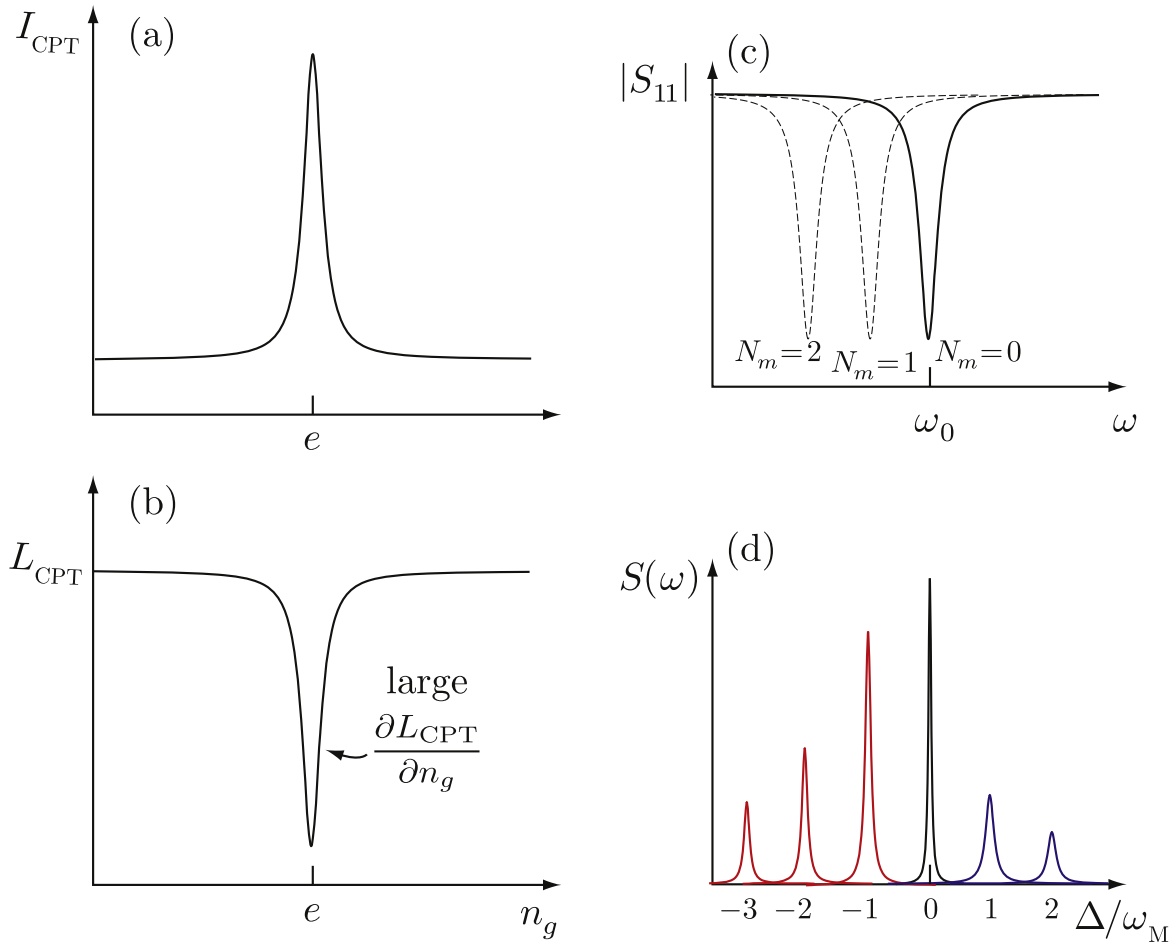 I_CPT
(a)
e
(b)
L_CPT
large
∂L_CPT
∂n_g
e
n_g
(c)
|S_11|
N_m=2
N_m=1
N_m=0
ω_0
ω
(d)
S(ω)
−3 −2 −1 0 1 2 Δ/ω_M